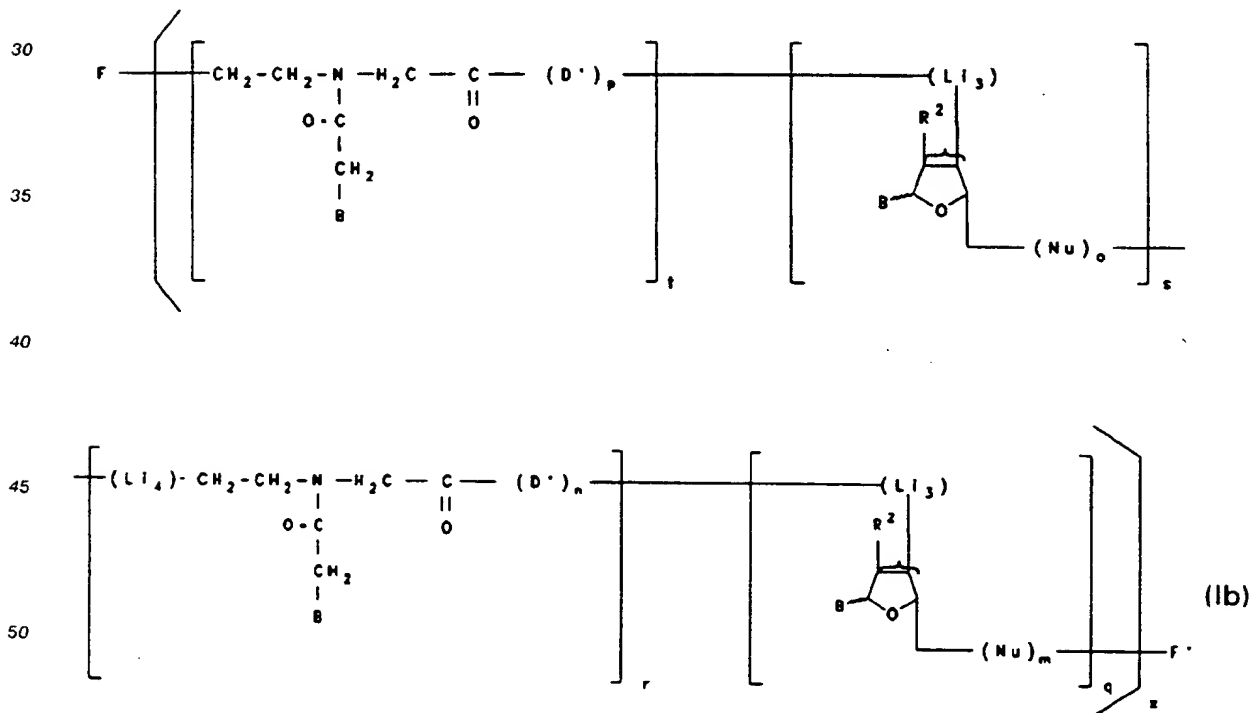 30
F CH2-CH2-N-H2C-C-(D')p t (Li3)
O-C O R2
CH2
35
B B O
(Nu)o s
40
45
(Li4)-CH2-CH2-N-H2C-C-(D')n r (Li3)
O-C O R2
CH2
B B O
(Ib)
50
(Nu)m q F' z